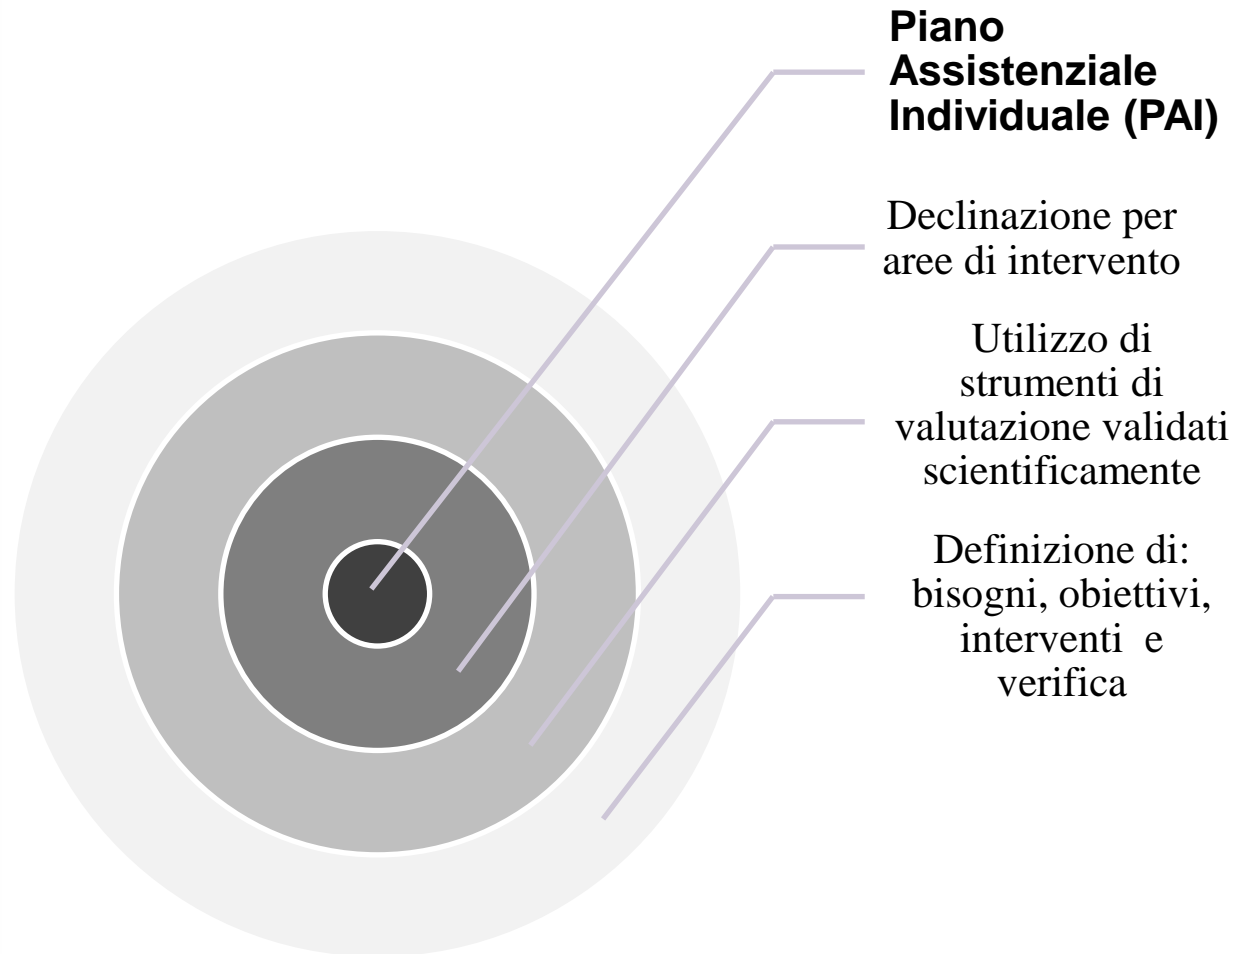 Piano
Assistenziale
Individuale (PAI)
Declinazione per
aree di intervento
Utilizzo di
strumenti di
valutazione validati
scientificamente
Definizione di:
bisogni, obiettivi,
interventi e
verifica